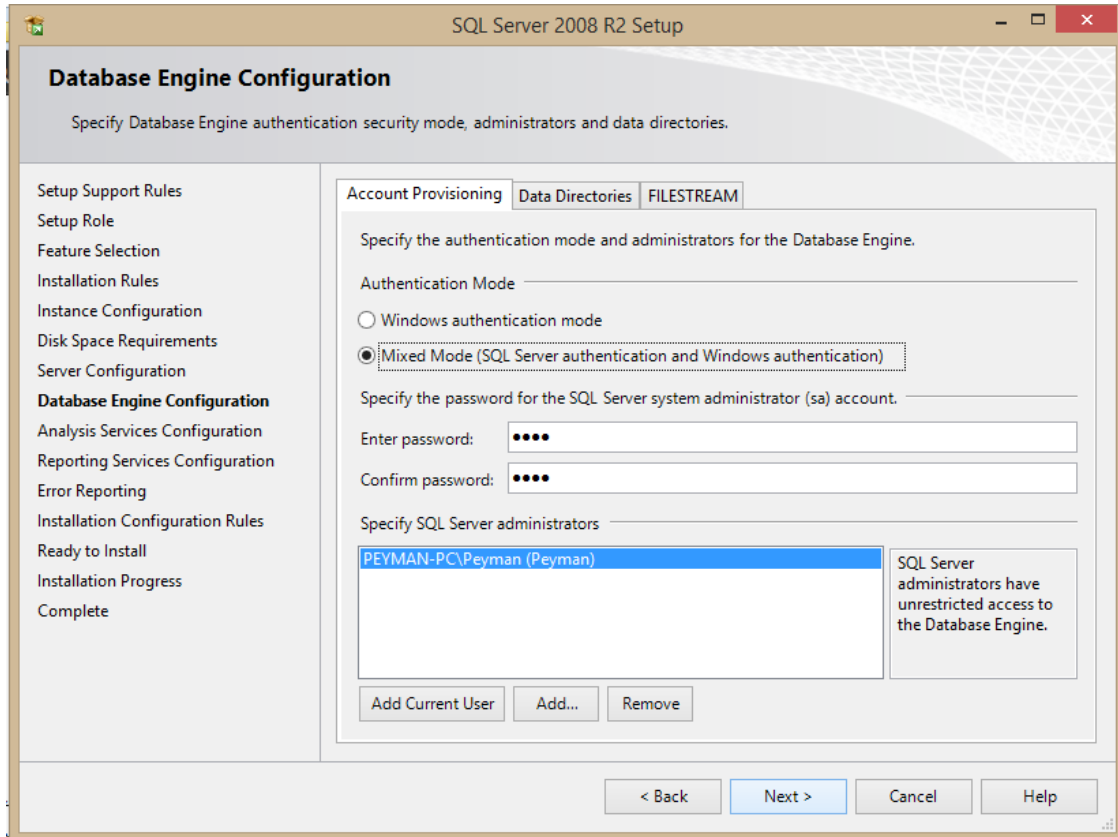 SQL Server 2008 R2 Setup
Database Engine Configuration
Specify Database Engine authentication security mode, administrators and data directories.
Setup Support Rules
Setup Role
Feature Selection
Installation Rules
Instance Configuration
Disk Space Requirements
Server Configuration
Database Engine Configuration
Analysis Services Configuration
Reporting Services Configuration
Error Reporting
Installation Configuration Rules
Ready to Install
Installation Progress
Complete
Account Provisioning Data Directories FILESTREAM
Specify the authentication mode and administrators for the Database Engine.
Authentication Mode
Windows authentication mode
Mixed Mode (SQL Server authentication and Windows authentication)
Specify the password for the SQL Server system administrator (sa) account.
Enter password: ●●●●
Confirm password: ●●●●
Specify SQL Server administrators
PEYMAN-PC\Peyman (Peyman)
SQL Server
administrators have
unrestricted access to
the Database Engine.
Add Current User Add... Remove
< Back Next > Cancel Help